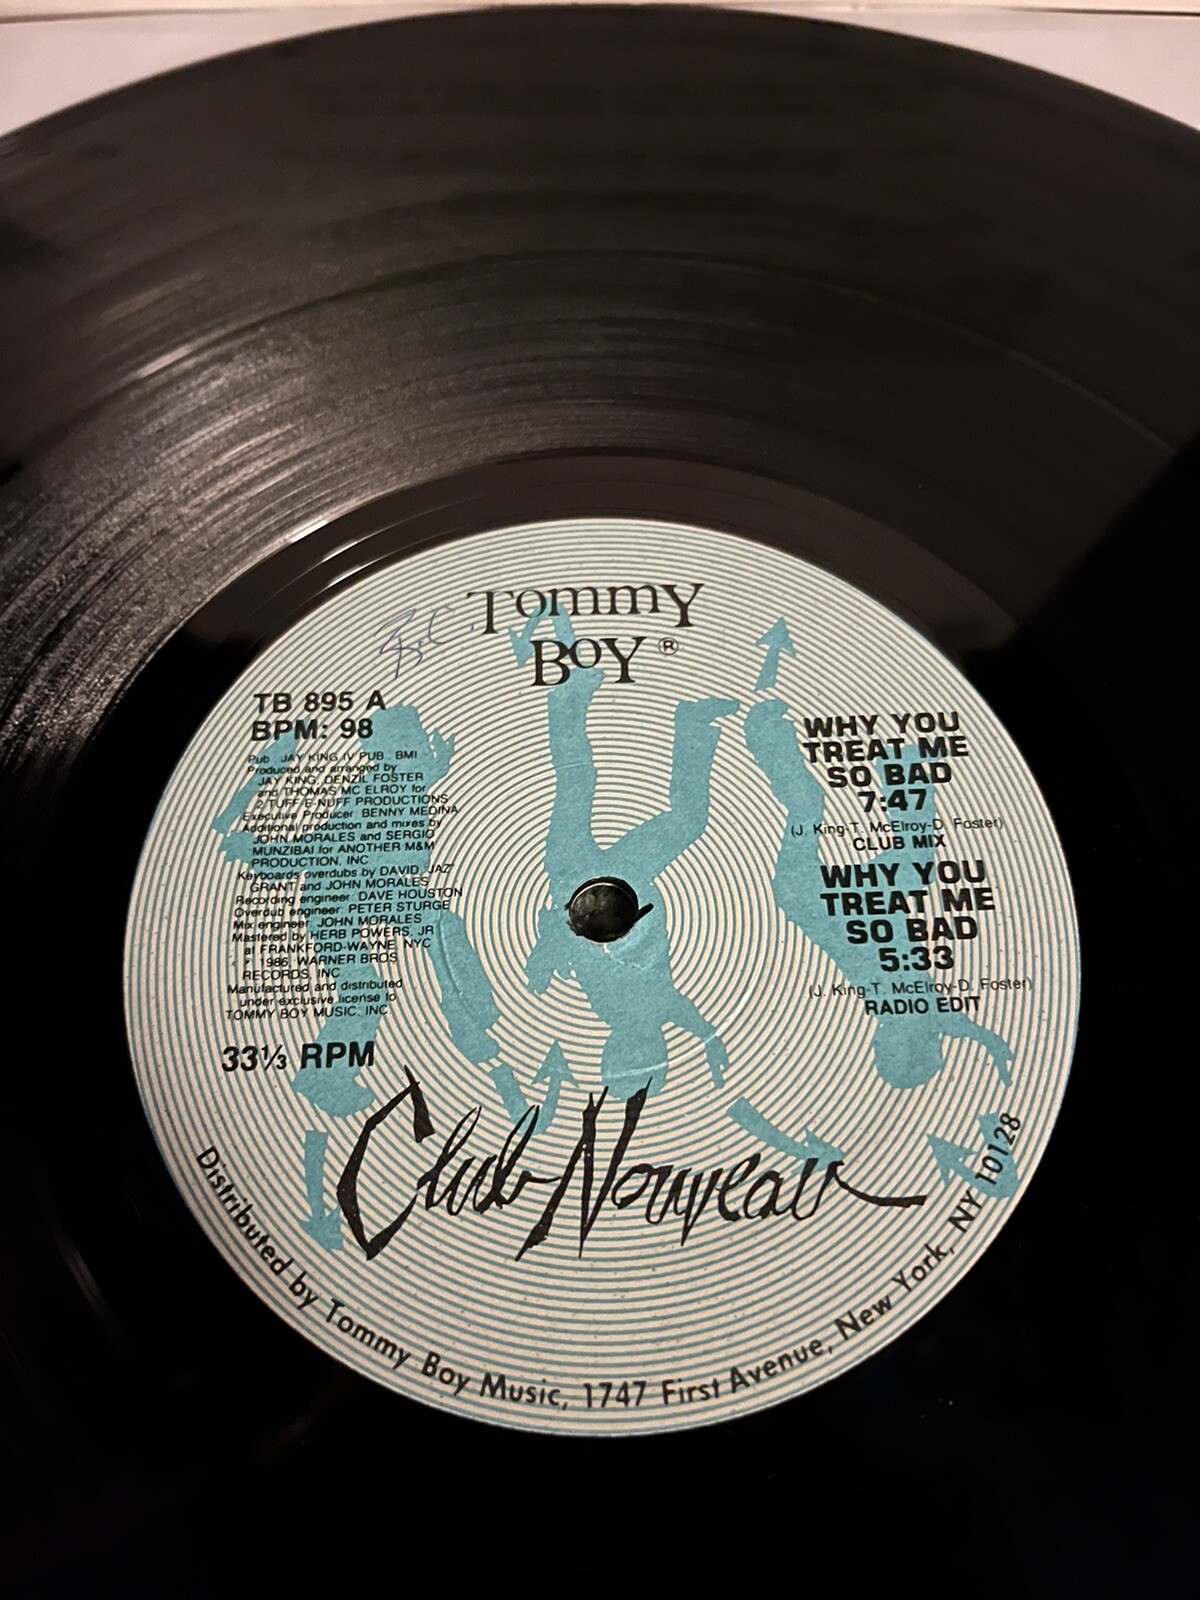 Tommy
Boy ®
TB 895 A
BPM: 98
Pub JAY KING IV PUB BMI
Produced and arranged by
JAY KING, DENZIL FOSTER
and THOMAS MC ELROY for
2 TUFF-E-NUFF PRODUCTIONS
Executive Producer BENNY MEDINA
Additional production and mixes by
JOHN MORALES and SERGIO
MUNZIBAI for ANOTHER M&M
PRODUCTION, INC
Keyboards overdubs by DAVID "JAZ"
GRANT and JOHN MORALES
Recording engineer DAVE HOUSTON
Overdub engineer PETER STURGE
Mix engineer JOHN MORALES
Mastered by HERB POWERS, JR
at FRANKFORD-WAYNE, NYC
1986, WARNER BROS
RECORDS, INC
Manufactured and distributed
under exclusive license to
TOMMY BOY MUSIC, INC
33⅓ RPM
WHY YOU
TREAT ME
SO BAD
7:47
(J. King-T. McElroy-D. Foster)
CLUB MIX
WHY YOU
TREAT ME
SO BAD
5:33
(J. King-T. McElroy-D. Foster)
RADIO EDIT
Club Nouveau
Distributed by Tommy Boy Music, 1747 First Avenue, New York, NY 10128